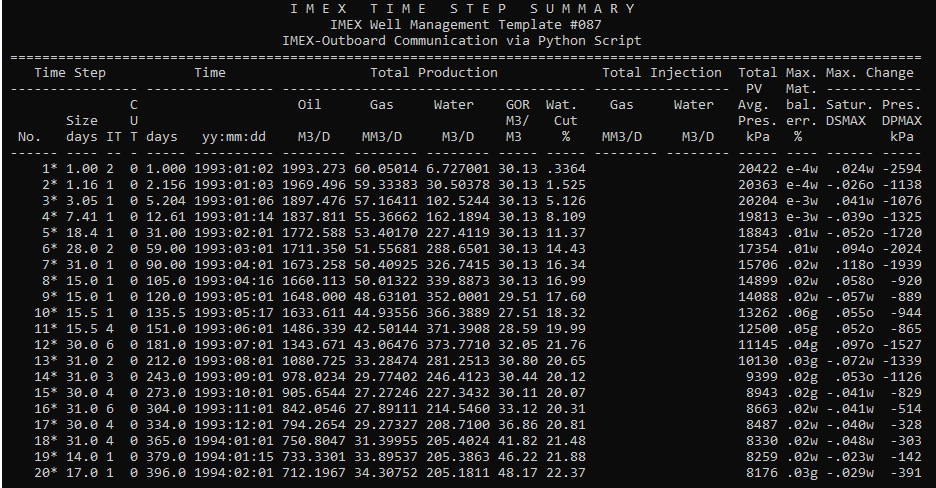 I M E X   T I M E   S T E P   S U M M A R Y
IMEX Well Management Template #087
IMEX-Outboard Communication via Python Script
================================================================================
Time Step Time Total Production Total Injection Total Max. Max. Change
--------------- ------------------ ------------------------------------- ---------------- PV Mat. ------------
C Oil Gas Water GOR Wat. Gas Water Avg. bal. Satur. Pres.
Size U M3/ Cut Pres. err. DSMAX DPMAX
No. days IT T days yy:mm:dd M3/D MM3/D M3/D M3 % MM3/D M3/D kPa % kPa
------ ---- -- - ----- ---------- -------- -------- -------- ----- ----- -------- -------- ----- ---- ------ -----
1* 1.00 2 0 1.000 1993:01:02 1993.273 60.05014 6.727001 30.13 .3364 20422 e-4w .024w -2594
2* 1.16 1 0 2.156 1993:01:03 1969.496 59.33383 30.50378 30.13 1.525 20363 e-4w -.026o -1138
3* 3.05 1 0 5.204 1993:01:06 1897.476 57.16411 102.5244 30.13 5.126 20204 e-3w .041w -1076
4* 7.41 1 0 12.61 1993:01:14 1837.811 55.36662 162.1894 30.13 8.109 19813 e-3w -.039o -1325
5* 18.4 1 0 31.00 1993:02:01 1772.588 53.40170 227.4119 30.13 11.37 18843 .01w -.052o -1720
6* 28.0 2 0 59.00 1993:03:01 1711.350 51.55681 288.6501 30.13 14.43 17354 .01w .094o -2024
7* 31.0 1 0 90.00 1993:04:01 1673.258 50.40925 326.7415 30.13 16.34 15706 .02w .118o -1939
8* 15.0 1 0 105.0 1993:04:16 1660.113 50.01322 339.8873 30.13 16.99 14899 .02w .058o -920
9* 15.0 1 0 120.0 1993:05:01 1648.000 48.63101 352.0001 29.51 17.60 14088 .02w -.057w -889
10* 15.5 1 0 135.5 1993:05:17 1633.611 44.93556 366.3889 27.51 18.32 13262 .06g .055o -944
11* 15.5 4 0 151.0 1993:06:01 1486.339 42.50144 371.3908 28.59 19.99 12500 .05g .052o -865
12* 30.0 6 0 181.0 1993:07:01 1343.671 43.06476 373.7710 32.05 21.76 11145 .04g .097o -1527
13* 31.0 2 0 212.0 1993:08:01 1080.725 33.28474 281.2513 30.80 20.65 10130 .03g -.072w -1339
14* 31.0 3 0 243.0 1993:09:01 978.0234 29.77402 246.4123 30.44 20.12 9399 .02g .053o -1126
15* 30.0 4 0 273.0 1993:10:01 905.6544 27.27246 227.3432 30.11 20.07 8943 .02g -.041w -829
16* 31.0 6 0 304.0 1993:11:01 842.0546 27.89111 214.5460 33.12 20.31 8663 .02w -.041w -514
17* 30.0 4 0 334.0 1993:12:01 794.2654 29.27327 208.7100 36.86 20.81 8487 .02w -.040w -328
18* 31.0 4 0 365.0 1994:01:01 750.8047 31.39955 205.4024 41.82 21.48 8330 .02w -.048w -303
19* 14.0 1 0 379.0 1994:01:15 733.3301 33.89537 205.3863 46.22 21.88 8259 .02w -.023w -142
20* 17.0 1 0 396.0 1994:02:01 712.1967 34.30752 205.1811 48.17 22.37 8176 .03g -.029w -391